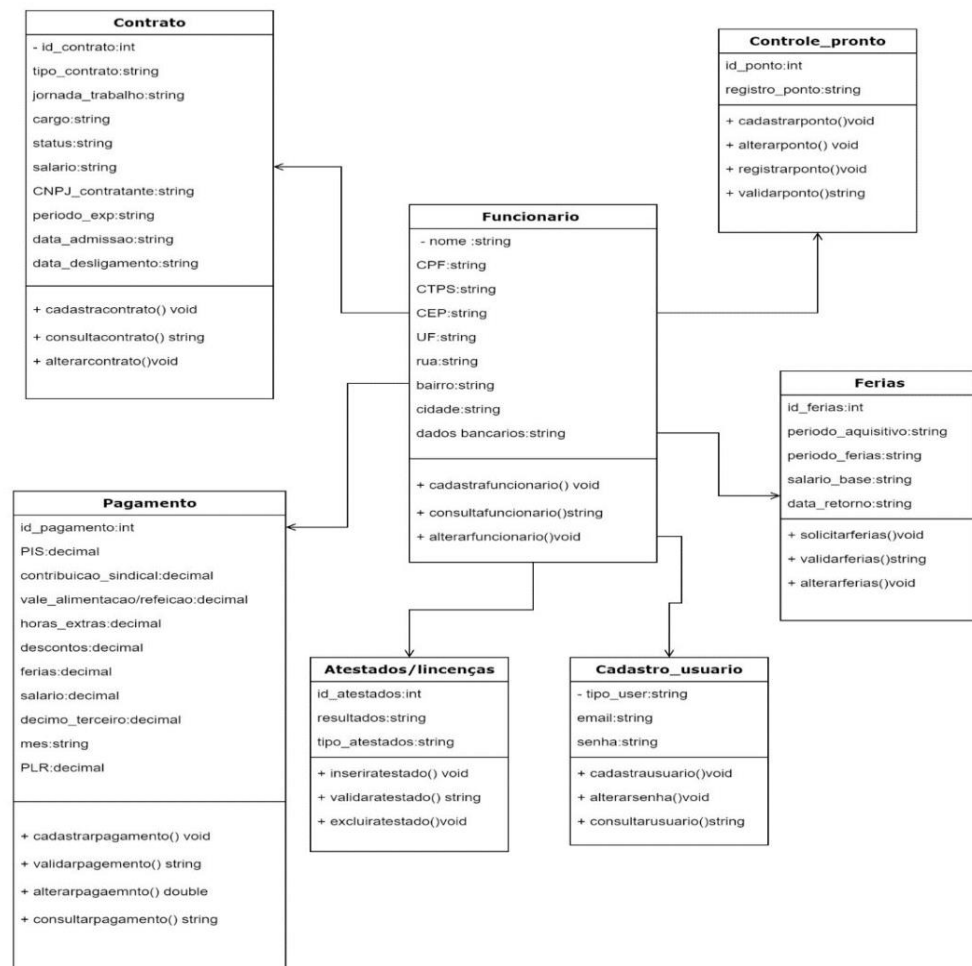 Contrato
- id_contrato:int
tipo_contrato:string
jornada_trabalho:string
cargo:string
status:string
salario:string
CNPJ_contratante:string
periodo_exp:string
data_admissao:string
data_desligamento:string
+ cadastracontrato() void
+ consultacontrato() string
+ alterarcontrato()void
Controle_pronto
id_ponto:int
registro_ponto:string
+ cadastrarponto()void
+ alterarponto() void
+ registrarponto()void
+ validarponto()string
Funcionario
- nome :string
CPF:string
CTPS:string
CEP:string
UF:string
rua:string
bairro:string
cidade:string
dados bancarios:string
+ cadastrafuncionario() void
+ consultafuncionario()string
+ alterarfuncionario()void
Ferias
id_ferias:int
periodo_aquisitivo:string
periodo_ferias:string
salario_base:string
data_retorno:string
+ solicitarferias()void
+ validarferias()string
+ alterarferias()void
Pagamento
id_pagamento:int
PIS:decimal
contribuicao_sindical:decimal
vale_alimentacao/refeicao:decimal
horas_extras:decimal
descontos:decimal
ferias:decimal
salario:decimal
decimo_terceiro:decimal
mes:string
PLR:decimal
+ cadastrarpagamento() void
+ validarpagemento() string
+ alterarpagaemnto() double
+ consultarpagamento() string
Atestados/lincenças
id_atestados:int
resultados:string
tipo_atestados:string
+ inseriratestado() void
+ validaratestado() string
+ excluiratestado()void
Cadastro_usuario
- tipo_user:string
email:string
senha:string
+ cadastrausuario()void
+ alterarsenha()void
+ consultarusuario()string